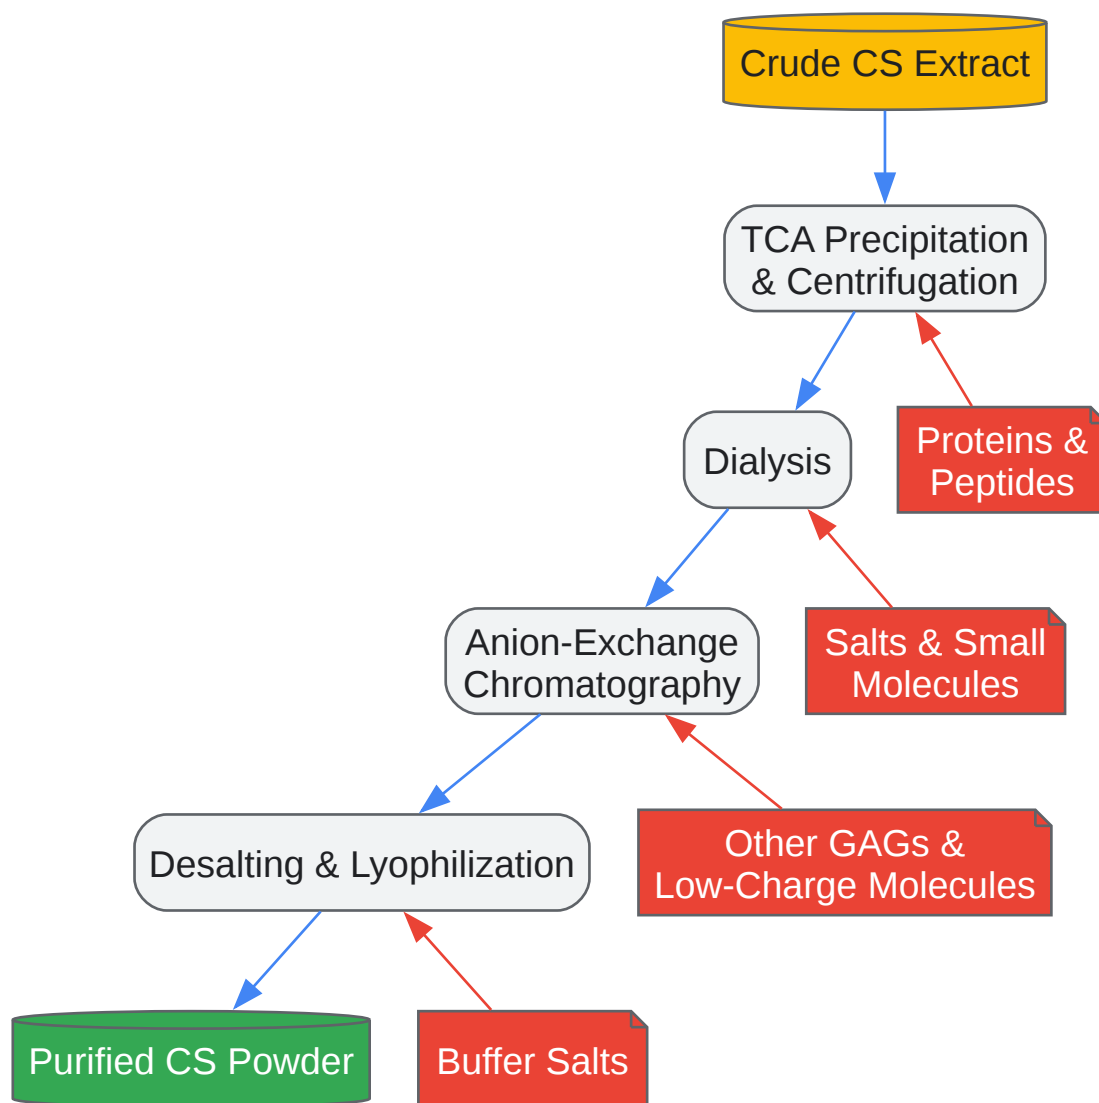 Crude CS Extract
TCA Precipitation
& Centrifugation
Proteins &
Peptides
Dialysis
Salts & Small
Molecules
Anion-Exchange
Chromatography
Other GAGs &
Low-Charge Molecules
Desalting & Lyophilization
Buffer Salts
Purified CS Powder